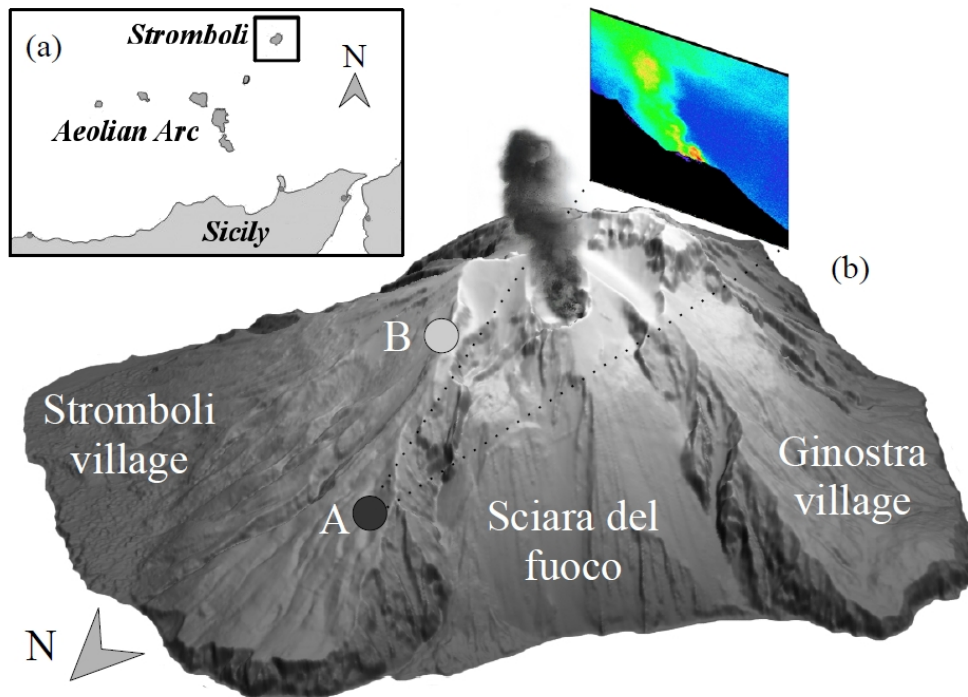 (a)
Stromboli
N
Aeolian Arc
Sicily
(b)
B
Stromboli
village
A
Sciara del
fuoco
Ginostra
village
N